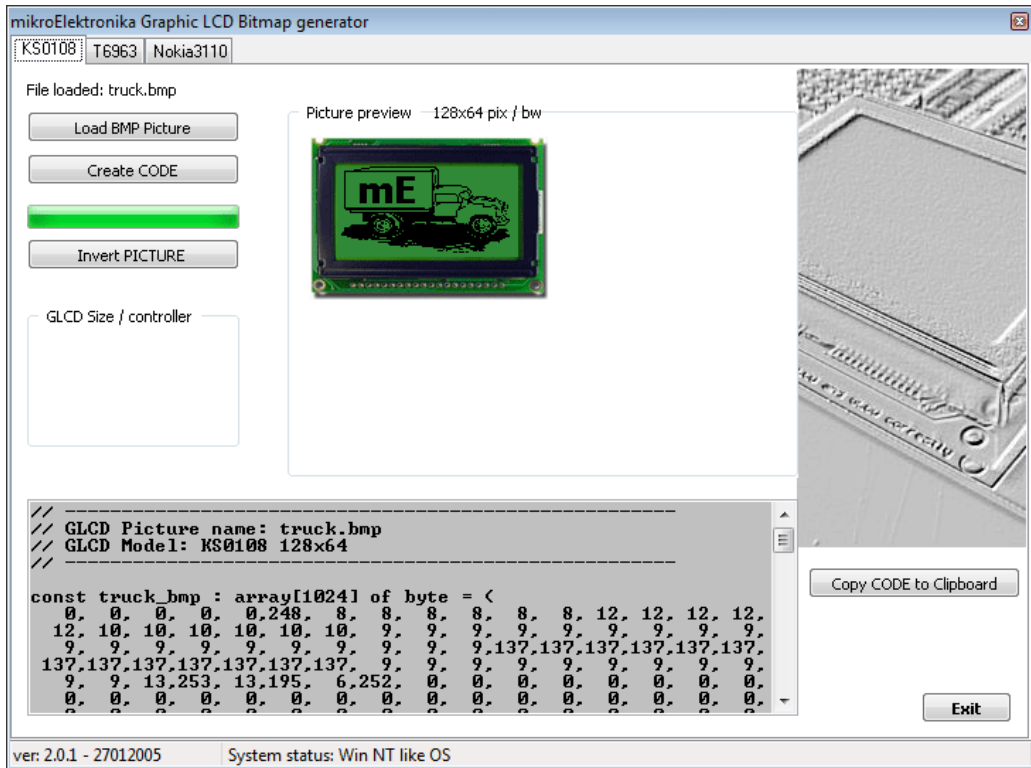 mikroElektronika Graphic LCD Bitmap generator
KS0108 T6963 Nokia3110
File loaded: truck.bmp
Load BMP Picture
Create CODE
Invert PICTURE
GLCD Size / controller
Picture preview 128x64 pix / bw
mE
// ------------------------------------------------------
// GLCD Picture name: truck.bmp
// GLCD Model: KS0108 128x64
// ------------------------------------------------------
const truck_bmp : array[1024] of byte = (
0, 0, 0, 0, 0,248, 8, 8, 8, 8, 8, 8, 12, 12, 12, 12,
12, 10, 10, 10, 10, 10, 10, 9, 9, 9, 9, 9, 9, 9, 9, 9,
9, 9, 9, 9, 9, 9, 9, 9, 9, 9,137,137,137,137,137,137,
137,137,137,137,137,137,137, 9, 9, 9, 9, 9, 9, 9, 9, 9,
9, 9, 13,253, 13,195, 6,252, 0, 0, 0, 0, 0, 0, 0, 0,
0, 0, 0, 0, 0, 0, 0, 0, 0, 0, 0, 0, 0, 0, 0, 0,
correctly
Copy CODE to Clipboard
Exit
ver: 2.0.1 - 27012005 System status: Win NT like OS